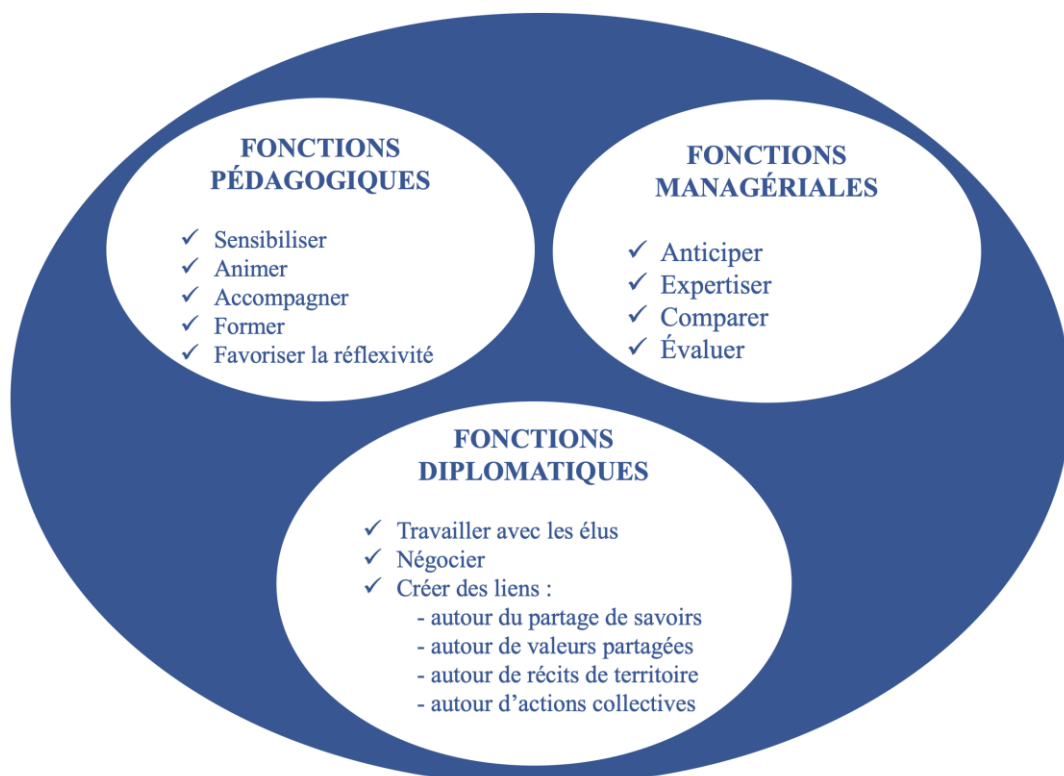 FONCTIONS
PÉDAGOGIQUES
✓ Sensibiliser
✓ Animer
✓ Accompagner
✓ Former
✓ Favoriser la réflexivité
FONCTIONS
MANAGÉRIALES
✓ Anticiper
✓ Expertiser
✓ Comparer
✓ Évaluer
FONCTIONS
DIPLOMATIQUES
✓ Travailler avec les élus
✓ Négocier
✓ Créer des liens :
- autour du partage de savoirs
- autour de valeurs partagées
- autour de récits de territoire
- autour d’actions collectives